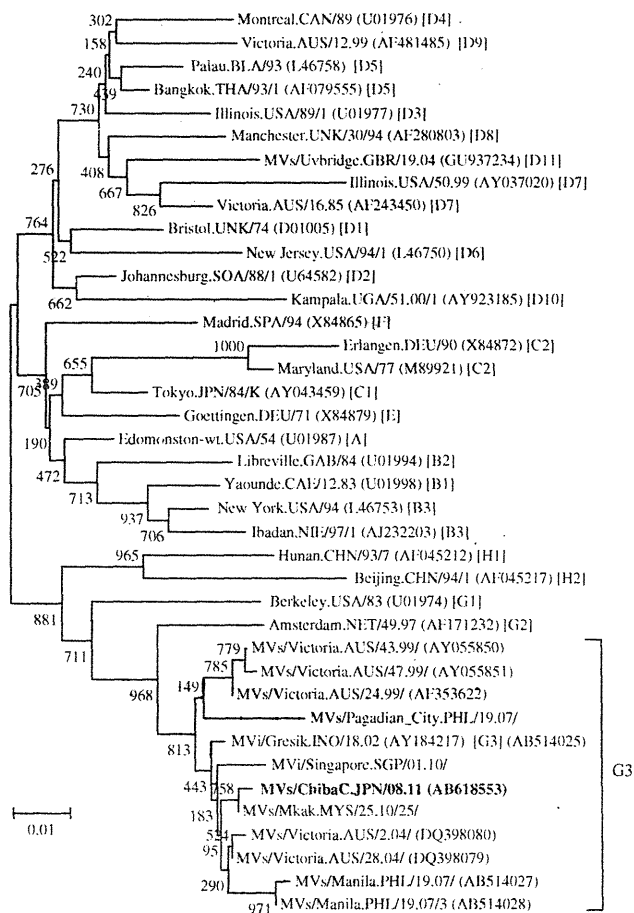 302
Montreal.CAN/89 (U01976) [D4]
158
Victoria.AUS/12.99 (AF481485) [D9]
240
Palau.BLA/93 (L46758) [D5]
439
Bangkok.THA/93/1 (AF079555) [D5]
730
Illinois.USA/89/1 (U01977) [D3]
Manchester.UNK/30/94 (AF280803) [D8]
276
408
MVs/Uvbridge.GBR/19.04 (GU937234) [D11]
667
Illinois.USA/50.99 (AY037020) [D7]
826
Victoria.AUS/16.85 (AF243450) [D7]
764
Bristol.UNK/74 (D01005) [D1]
522
New Jersey.USA/94/1 (L46750) [D6]
Johannesburg.SOA/88/1 (U64582) [D2]
662
Kampala.UGA/51.00/1 (AY923185) [D10]
Madrid.SPA/94 (X84865) [F]
1000
Erlangen.DEU/90 (X84872) [C2]
655
Maryland.USA/77 (M89921) [C2]
705
389
Tokyo.JPN/84/K (AY043459) [C1]
Goettingen.DEU/71 (X84879) [E]
190
Edomonston-wt.USA/54 (U01987) [A]
472
Libreville.GAB/84 (U01994) [B2]
713
Yaounde.CAE/12.83 (U01998) [B1]
937
New York.USA/94 (L46753) [B3]
706
Ibadan.NIE/97/1 (AJ232203) [B3]
965
Hunan.CHN/93/7 (AF045212) [H1]
Beijing.CHN/94/1 (AF045217) [H2]
881
Berkeley.USA/83 (U01974) [G1]
711
Amsterdam.NET/49.97 (AF171232) [G2]
968
779
MVs/Victoria.AUS/43.99/ (AY055850)
785
MVs/Victoria.AUS/47.99/ (AY055851)
149
MVs/Victoria.AUS/24.99/ (AF353622)
MVs/Pagadian_City.PHL/19.07/
813
MVi/Gresik.INO/18.02 (AY184217) [G3] (AB514025)
G3
443
MVi/Singapore.SGP/01.10/
758
MVs/ChibaC.JPN/08.11 (AB618553)
183
MVs/Mkak.MYS/25.10/25/
0.01
524
MVs/Victoria.AUS/2.04/ (DQ398080)
95
MVs/Victoria.AUS/28.04/ (DQ398079)
290
MVs/Manila.PHL/19.07/ (AB514027)
971
MVs/Manila.PHL/19.07/3 (AB514028)